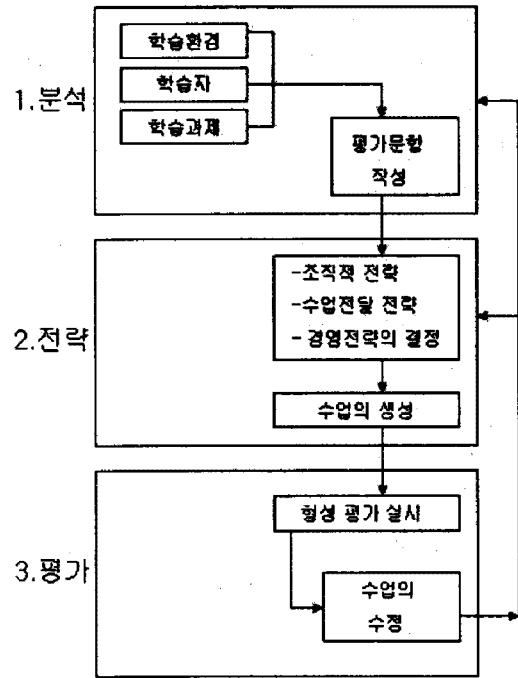 학습환경
1.분석
학습자
학습과제
평가문항
작성
-조직적 전략
-수업전달 전략
- 경영전략의 결정
2.전략
수업의 생성
형성 평가 실시
3.평가
수업의
수정